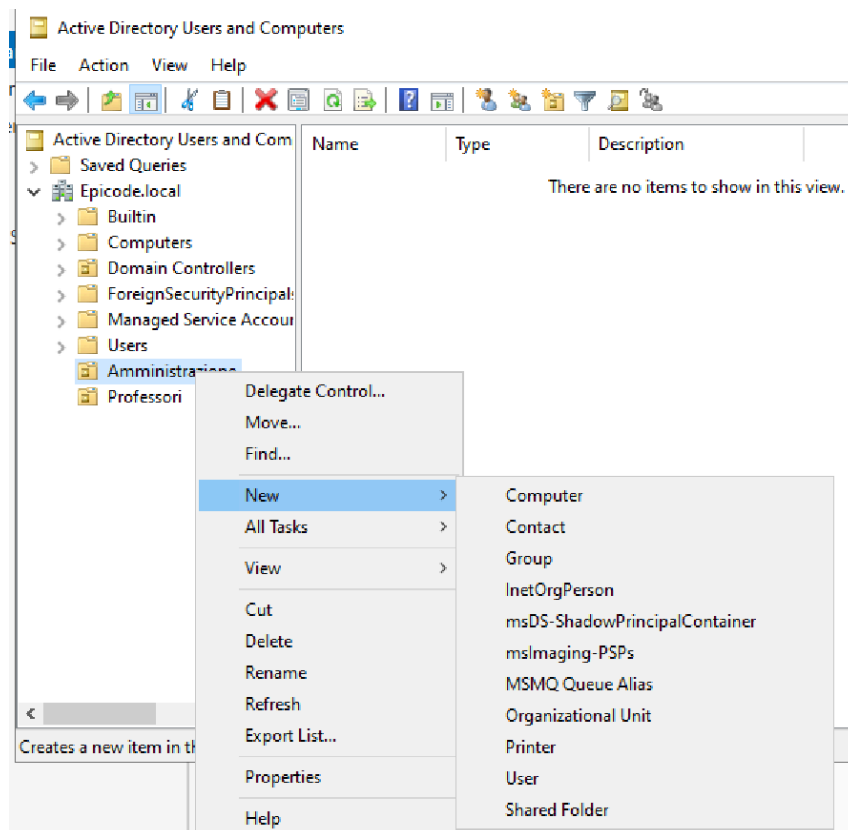 Active Directory Users and Computers
File Action View Help
Active Directory Users and Com
Name Type Description
Saved Queries
There are no items to show in this view.
Epicode.local
Builtin
Computers
Domain Controllers
ForeignSecurityPrincipals
Managed Service Accour
Users
Amministrazione
Professori
Delegate Control...
Move...
Find...
New
All Tasks
View
Cut
Delete
Rename
Refresh
Export List...
Properties
Help
Computer
Contact
Group
InetOrgPerson
msDS-ShadowPrincipalContainer
msImaging-PSPs
MSMQ Queue Alias
Organizational Unit
Printer
User
Shared Folder
Creates a new item in th